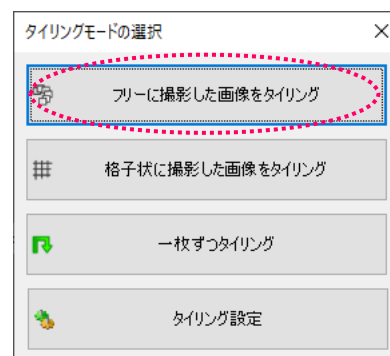 タイリングモードの選択
フリーに撮影した画像をタイリング
格子状に撮影した画像をタイリング
一枚ずつタイリング
タイリング設定